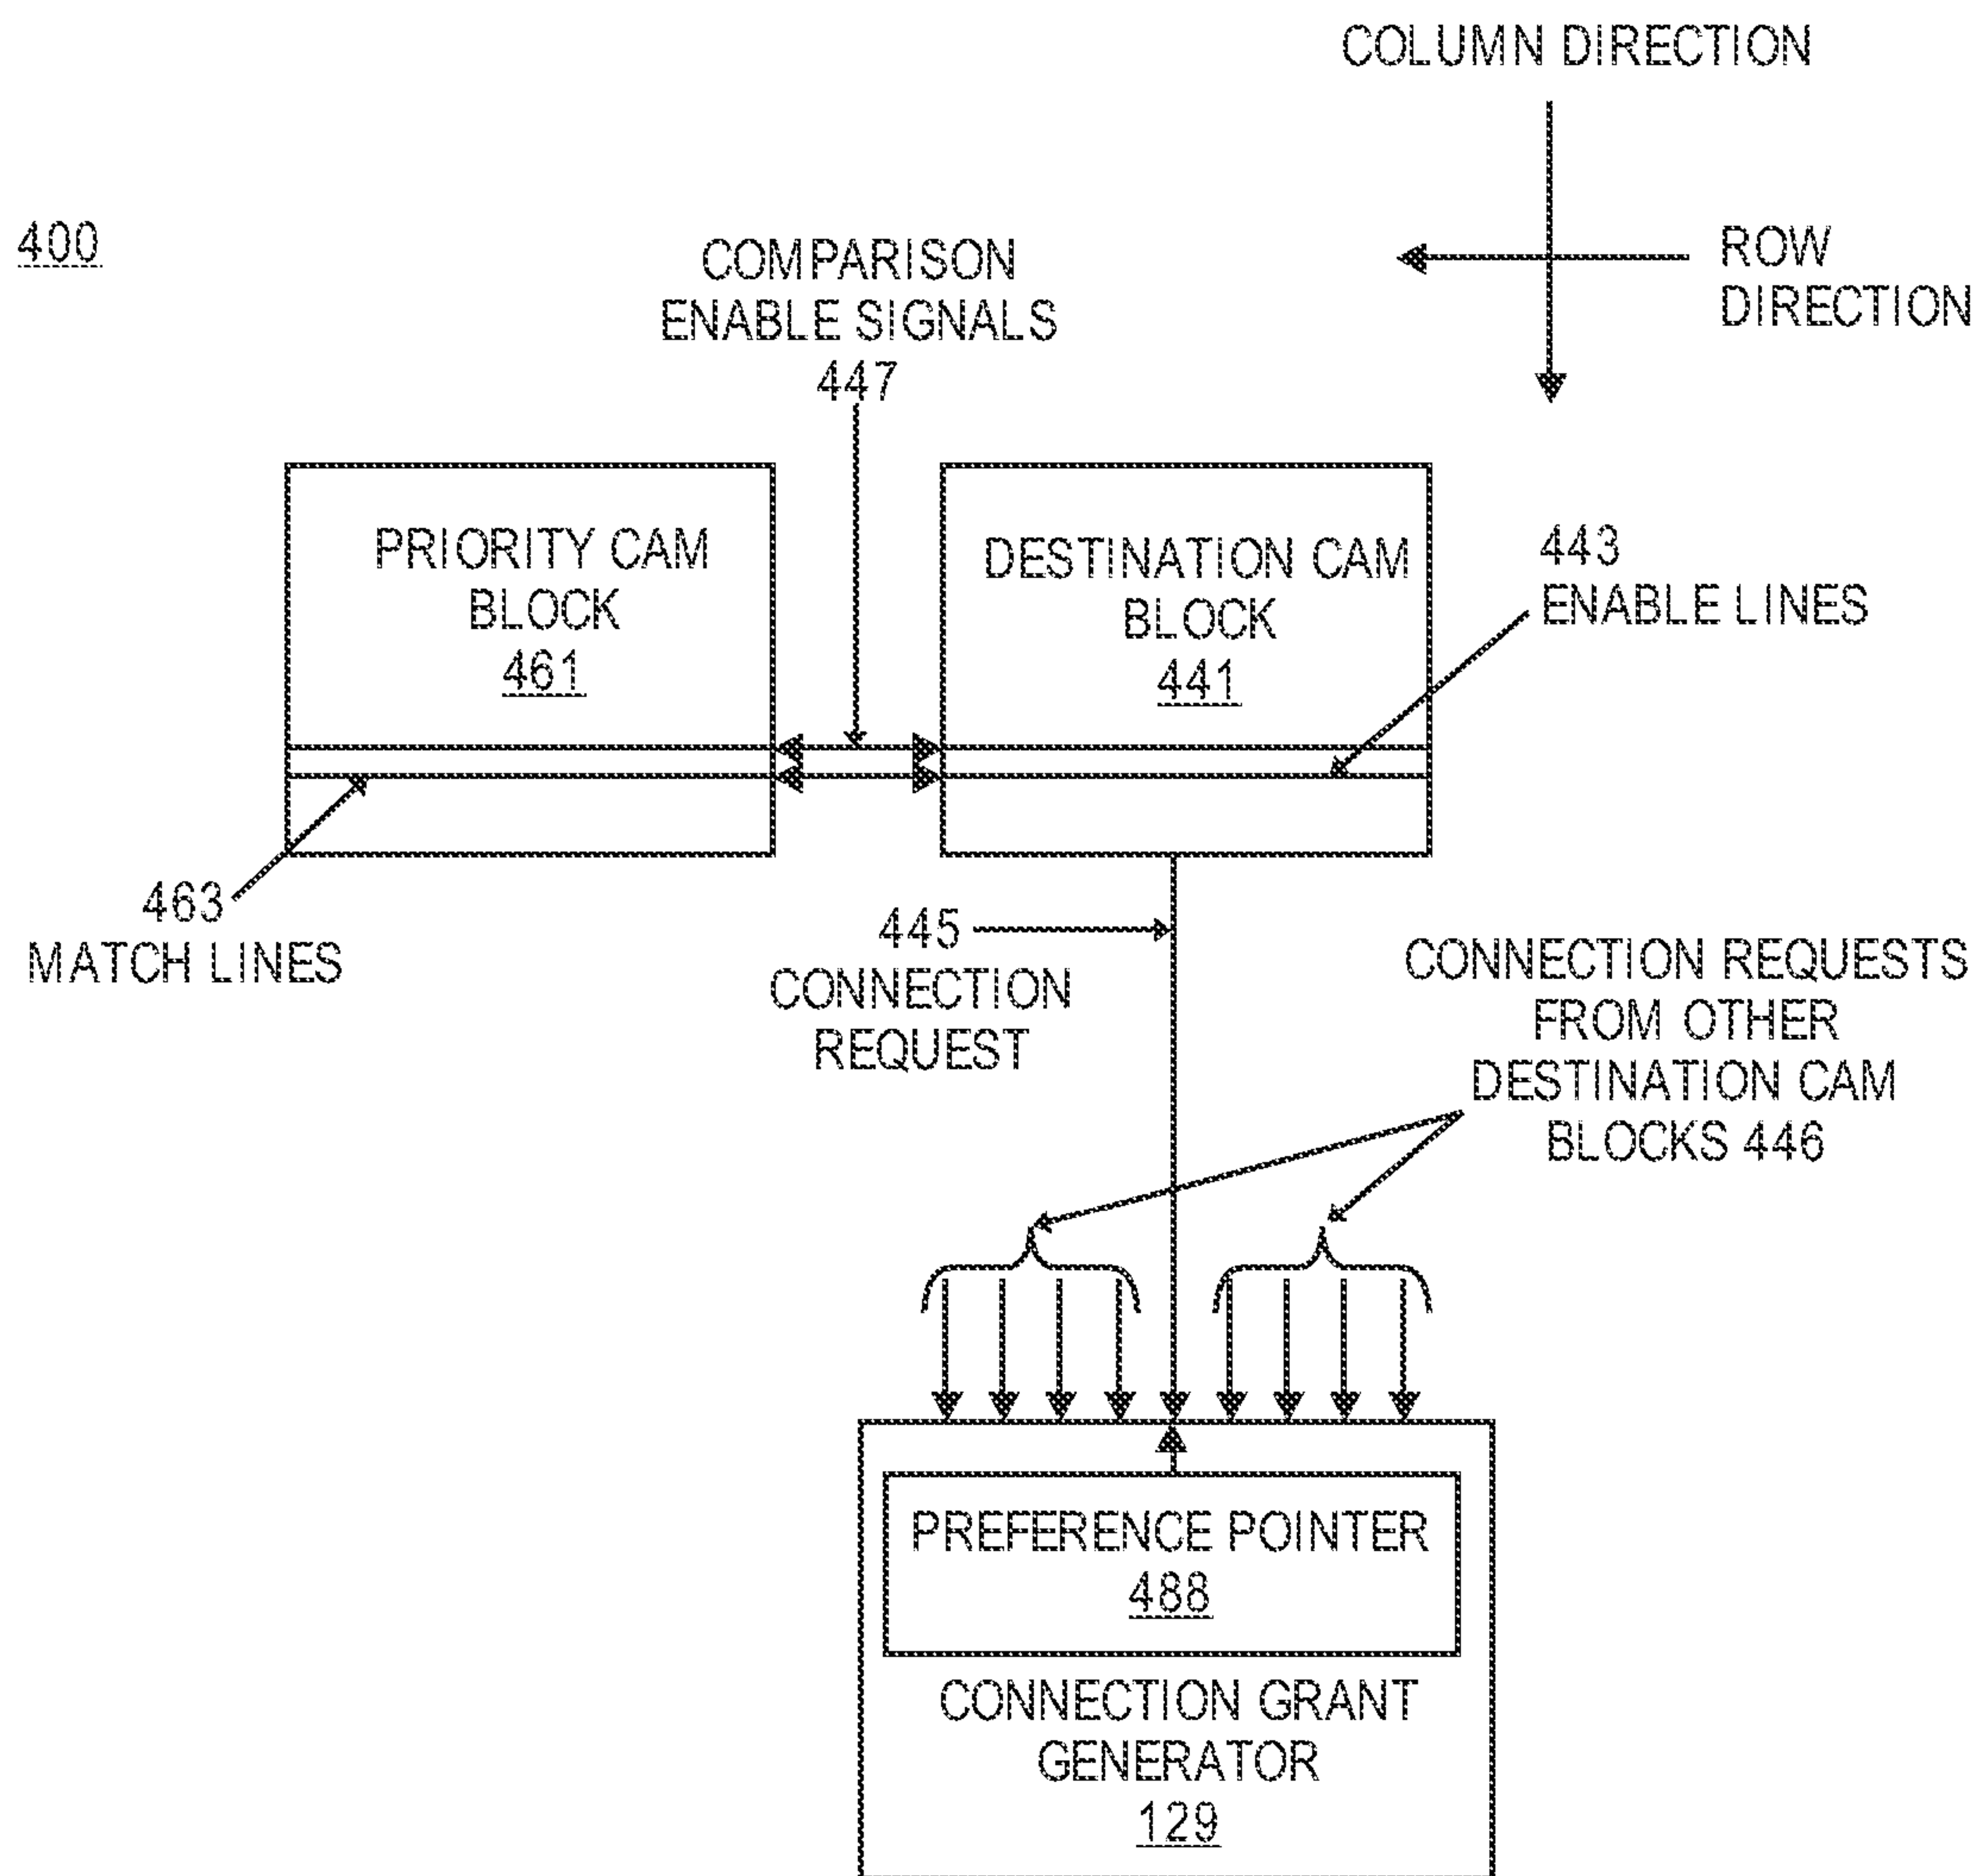 COLUMN DIRECTION
400
ROW
DIRECTION
COMPARISON
ENABLE SIGNALS
447
PRIORITY CAM
BLOCK
461
DESTINATION CAM
BLOCK
441
443
ENABLE LINES
463
MATCH LINES
445
CONNECTION
REQUEST
CONNECTION REQUESTS
FROM OTHER
DESTINATION CAM
BLOCKS 446
PREFERENCE POINTER
488
CONNECTION GRANT
GENERATOR
129